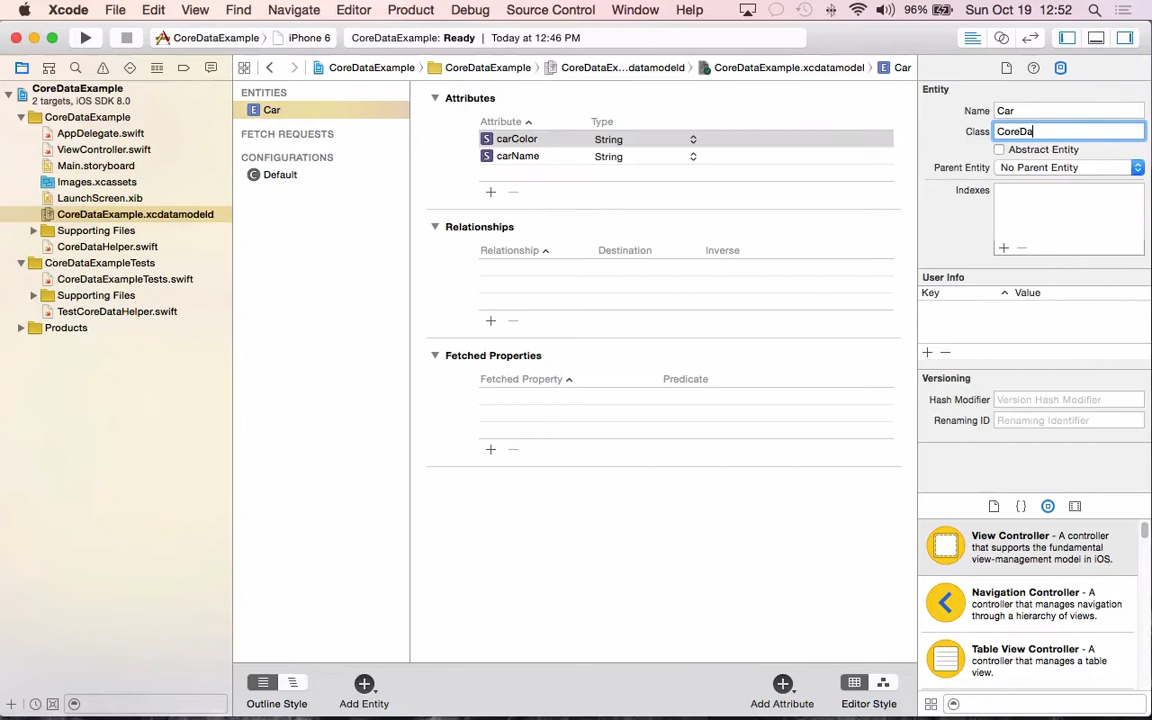 Xcode File Edit View Find Navigate Editor Product Debug Source Control Window Help 96% Sun Oct 19 12:52
CoreDataExample iPhone 6 CoreDataExample: Ready Today at 12:46 PM
CoreDataExample CoreDataExample CoreDataEx...datamodeld CoreDataExample.xcdatamodel E Car
CoreDataExample
2 targets, iOS SDK 8.0
CoreDataExample
AppDelegate.swift
ViewController.swift
Main.storyboard
Images.xcassets
LaunchScreen.xib
CoreDataExample.xcdatamodeld
Supporting Files
CoreDataHelper.swift
CoreDataExampleTests
CoreDataExampleTests.swift
Supporting Files
TestCoreDataHelper.swift
Products
ENTITIES
E Car
FETCH REQUESTS
CONFIGURATIONS
C Default
Attributes
Attribute Type
S carColor String
S carName String
Relationships
Relationship Destination Inverse
Fetched Properties
Fetched Property Predicate
Entity
Name Car
Class CoreDa
Abstract Entity
Parent Entity No Parent Entity
Indexes
User Info
Key Value
Versioning
Hash Modifier Version Hash Modifier
Renaming ID Renaming Identifier
View Controller - A controller
that supports the fundamental
view-management model in iOS.
Navigation Controller - A
controller that manages navigation
through a hierarchy of views.
Table View Controller - A
controller that manages a table
view.
Outline Style Add Entity Add Attribute Editor Style